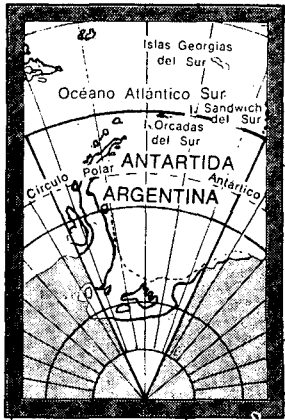 Islas Georgias
del Sur
Océano Atlántico Sur
I. Sandwich
del Sur
I. Orcadas
del Sur
Círculo Polar Antártico
ANTARTIDA
ARGENTINA